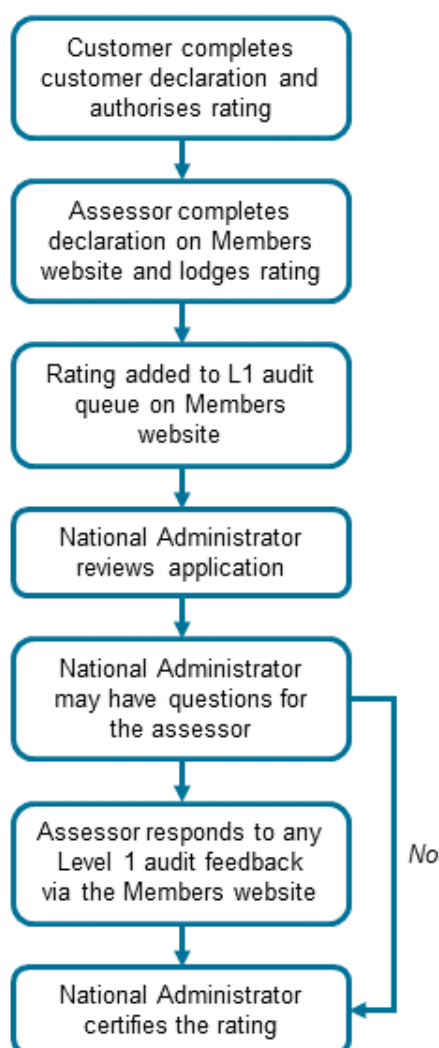 Customer completes
customer declaration and
authorises rating
Assessor completes
declaration on Members
website and lodges rating
Rating added to L1 audit
queue on Members
website
National Administrator
reviews application
National Administrator
may have questions for
the assessor
Assessor responds to any
Level 1 audit feedback
via the Members website
No
National Administrator
certifies the rating